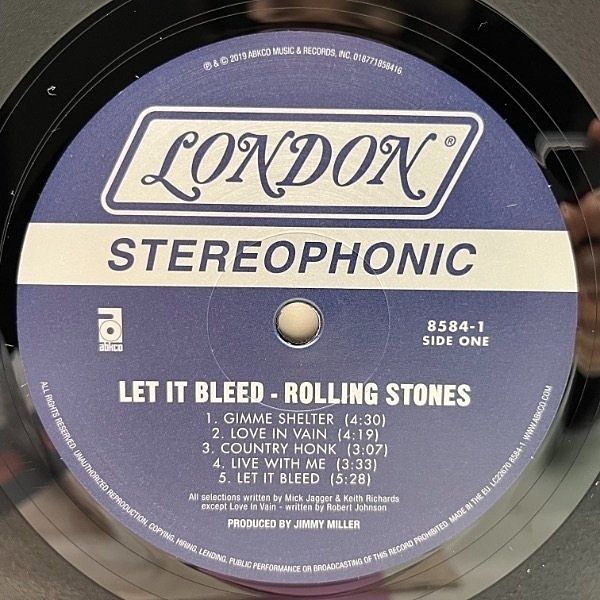 ℗ & © 2019 ABKCO MUSIC & RECORDS, INC. 018771858416
LONDON®
STEREOPHONIC
abkco
8584-1
SIDE ONE
LET IT BLEED - ROLLING STONES
1. GIMME SHELTER (4:30)
2. LOVE IN VAIN (4:19)
3. COUNTRY HONK (3:07)
4. LIVE WITH ME (3:33)
5. LET IT BLEED (5:28)
All selections written by Mick Jagger & Keith Richards
except Love In Vain - written by Robert Johnson
PRODUCED BY JIMMY MILLER
ALL RIGHTS RESERVED. UNAUTHORIZED REPRODUCTION, COPYING, HIRING, LENDING, PUBLIC PERFORMANCE OR BROADCASTING OF THIS RECORD PROHIBITED. MADE IN THE EU LC22670 8584-1 WWW.ABKCO.COM